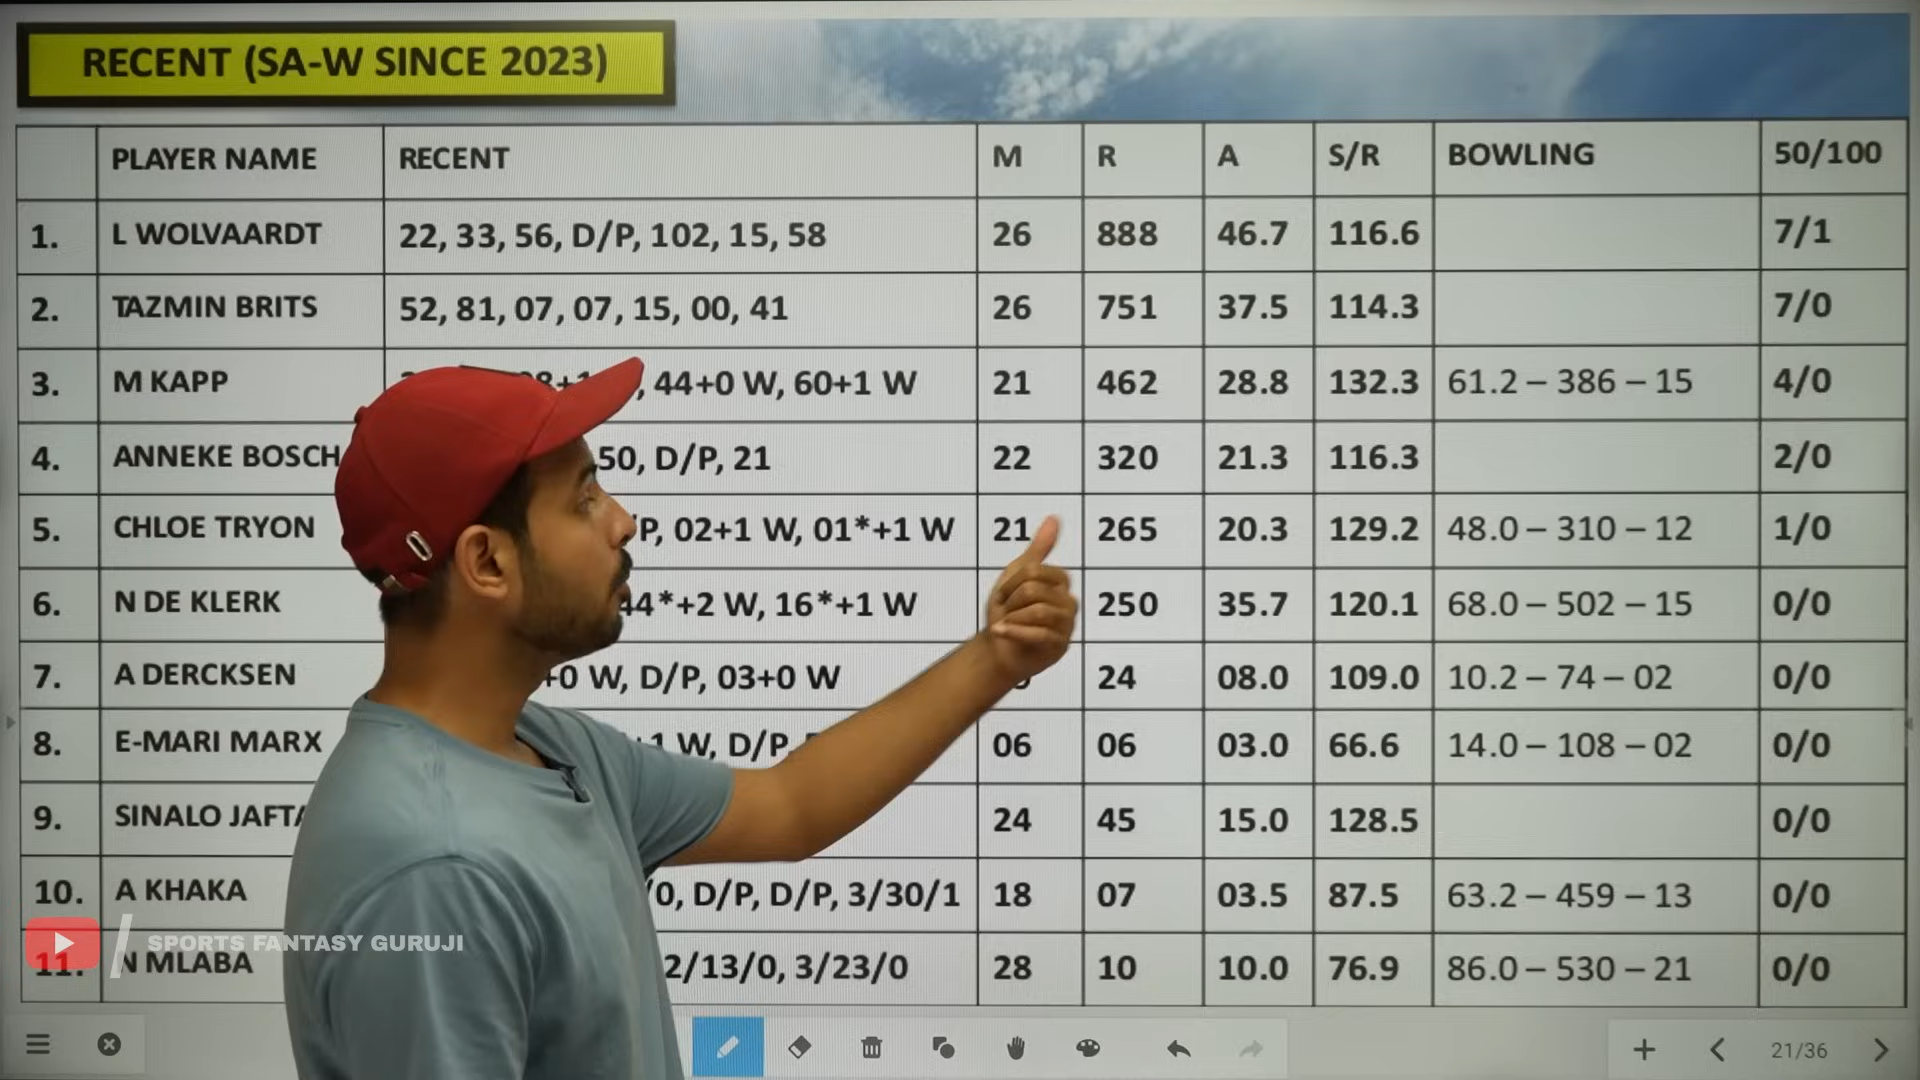 RECENT (SA-W SINCE 2023)
PLAYER NAME RECENT M R A S/R BOWLING 50/100
1. L WOLVAARDT 22, 33, 56, D/P, 102, 15, 58 26 888 46.7 116.6 7/1
2. TAZMIN BRITS 52, 81, 07, 07, 15, 00, 41 26 751 37.5 114.3 7/0
3. M KAPP 44+0 W, 60+1 W 21 462 28.8 132.3 61.2 – 386 – 15 4/0
4. ANNEKE BOSCH 50, D/P, 21 22 320 21.3 116.3 2/0
5. CHLOE TRYON 02+1 W, 01*+1 W 21 265 20.3 129.2 48.0 – 310 – 12 1/0
6. N DE KLERK 44*+2 W, 16*+1 W 250 35.7 120.1 68.0 – 502 – 15 0/0
7. A DERCKSEN +0 W, D/P, 03+0 W 24 08.0 109.0 10.2 – 74 – 02 0/0
8. E-MARI MARX +1 W, D/P, 06 06 03.0 66.6 14.0 – 108 – 02 0/0
9. SINALO JAFTA 24 45 15.0 128.5 0/0
10. A KHAKA /0, D/P, D/P, 3/30/1 18 07 03.5 87.5 63.2 – 459 – 13 0/0
SPORTS FANTASY GURUJI
11. N MLABA 2/13/0, 3/23/0 28 10 10.0 76.9 86.0 – 530 – 21 0/0
21/36